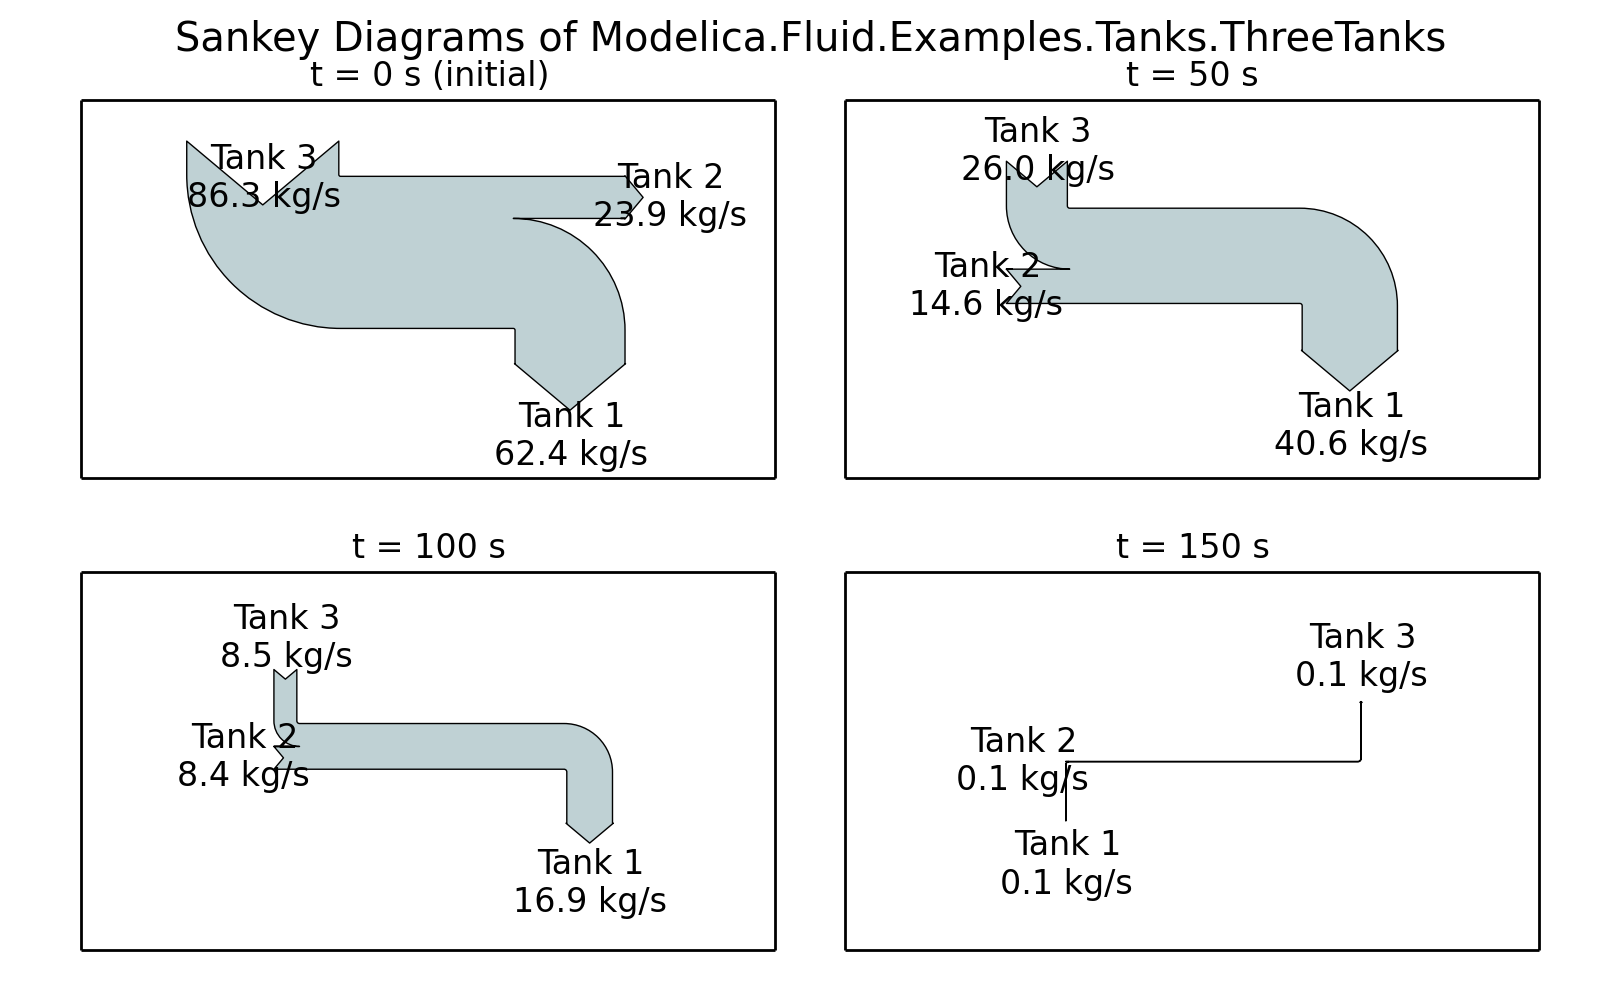 Sankey Diagrams of Modelica.Fluid.Examples.Tanks.ThreeTanks
t = 0 s (initial)
Tank 3
86.3 kg/s
Tank 2
23.9 kg/s
Tank 1
62.4 kg/s
t = 50 s
Tank 3
26.0 kg/s
Tank 2
14.6 kg/s
Tank 1
40.6 kg/s
t = 100 s
Tank 3
8.5 kg/s
Tank 2
8.4 kg/s
Tank 1
16.9 kg/s
t = 150 s
Tank 3
0.1 kg/s
Tank 2
0.1 kg/s
Tank 1
0.1 kg/s